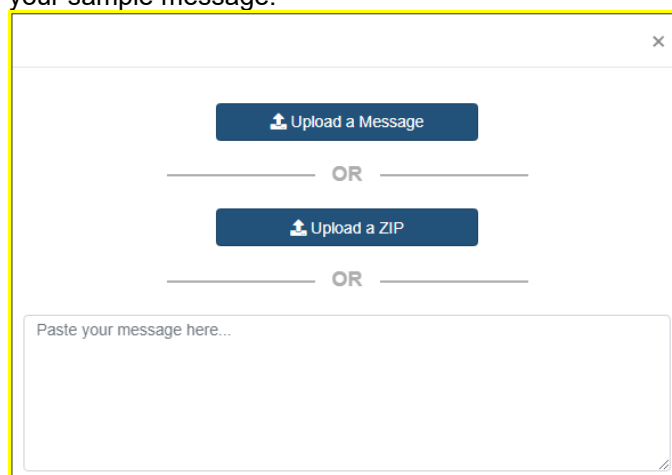 your sample message.
×
Upload a Message
OR
Upload a ZIP
OR
Paste your message here...